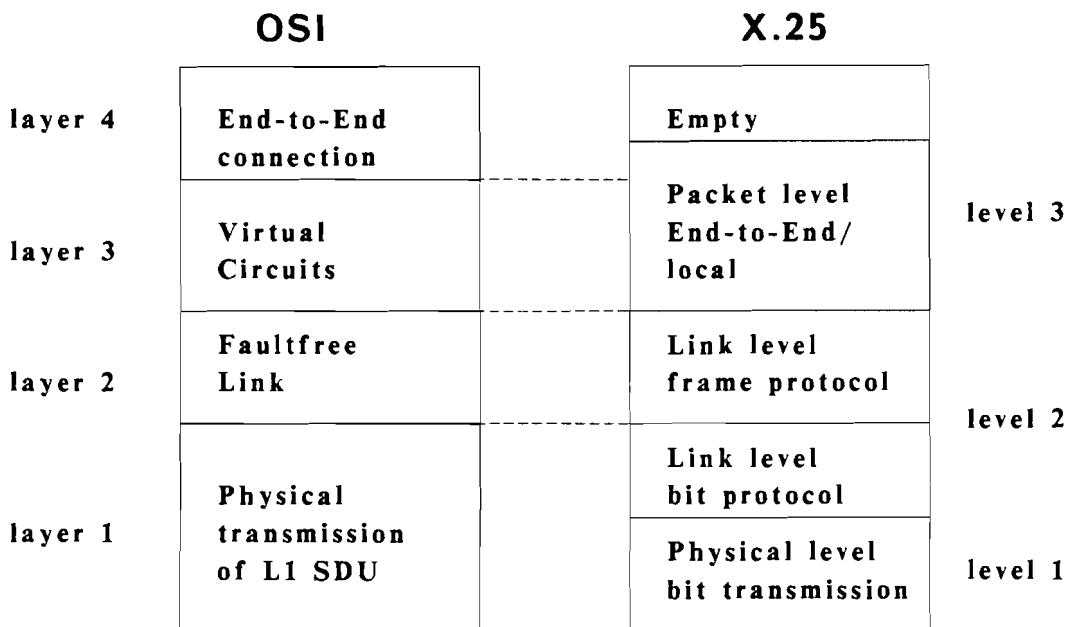 OSI
X.25
layer 4
End-to-End
connection
Empty
layer 3
Virtual
Circuits
Packet level
End-to-End/
local
level 3
layer 2
Faultfree
Link
Link level
frame protocol
level 2
Link level
bit protocol
layer 1
Physical
transmission
of L1 SDU
Physical level
bit transmission
level 1